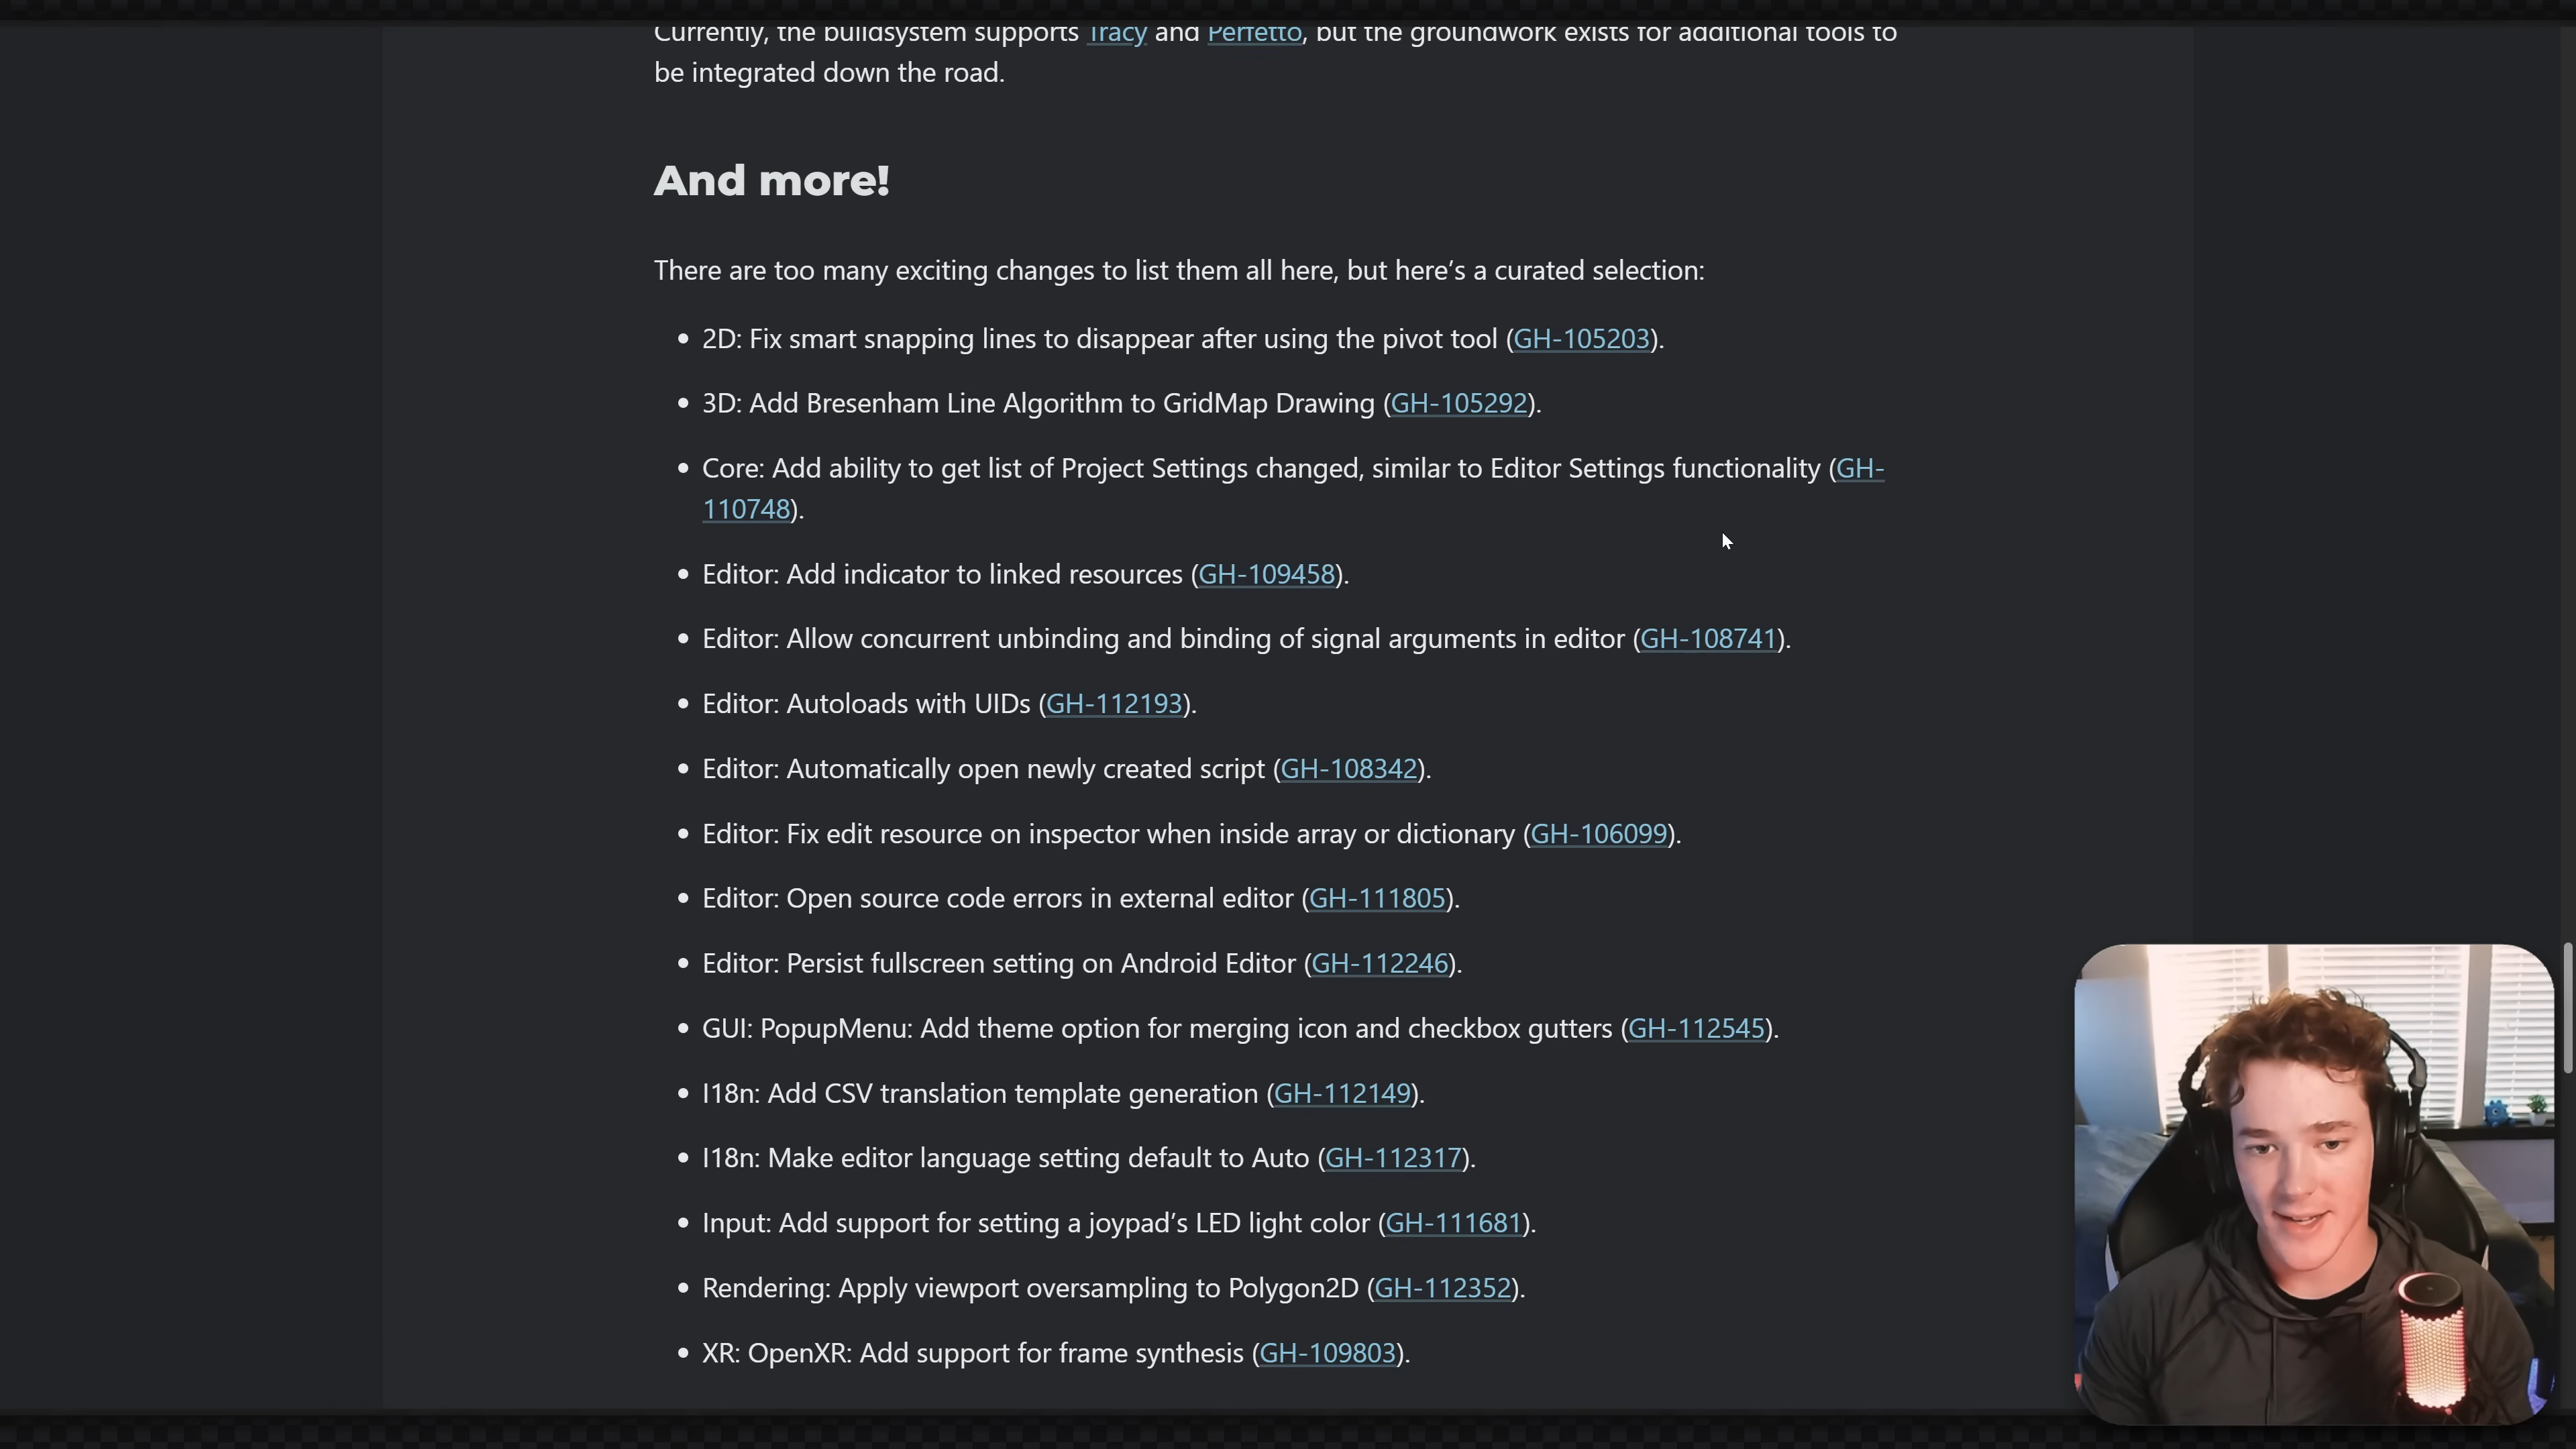 Currently, the buildsystem supports Tracy and Perfetto, but the groundwork exists for additional tools to
be integrated down the road.
And more!
There are too many exciting changes to list them all here, but here’s a curated selection:
• 2D: Fix smart snapping lines to disappear after using the pivot tool (GH-105203).
• 3D: Add Bresenham Line Algorithm to GridMap Drawing (GH-105292).
• Core: Add ability to get list of Project Settings changed, similar to Editor Settings functionality (GH-
110748).
• Editor: Add indicator to linked resources (GH-109458).
• Editor: Allow concurrent unbinding and binding of signal arguments in editor (GH-108741).
• Editor: Autoloads with UIDs (GH-112193).
• Editor: Automatically open newly created script (GH-108342).
• Editor: Fix edit resource on inspector when inside array or dictionary (GH-106099).
• Editor: Open source code errors in external editor (GH-111805).
• Editor: Persist fullscreen setting on Android Editor (GH-112246).
• GUI: PopupMenu: Add theme option for merging icon and checkbox gutters (GH-112545).
• I18n: Add CSV translation template generation (GH-112149).
• I18n: Make editor language setting default to Auto (GH-112317).
• Input: Add support for setting a joypad’s LED light color (GH-111681).
• Rendering: Apply viewport oversampling to Polygon2D (GH-112352).
• XR: OpenXR: Add support for frame synthesis (GH-109803).